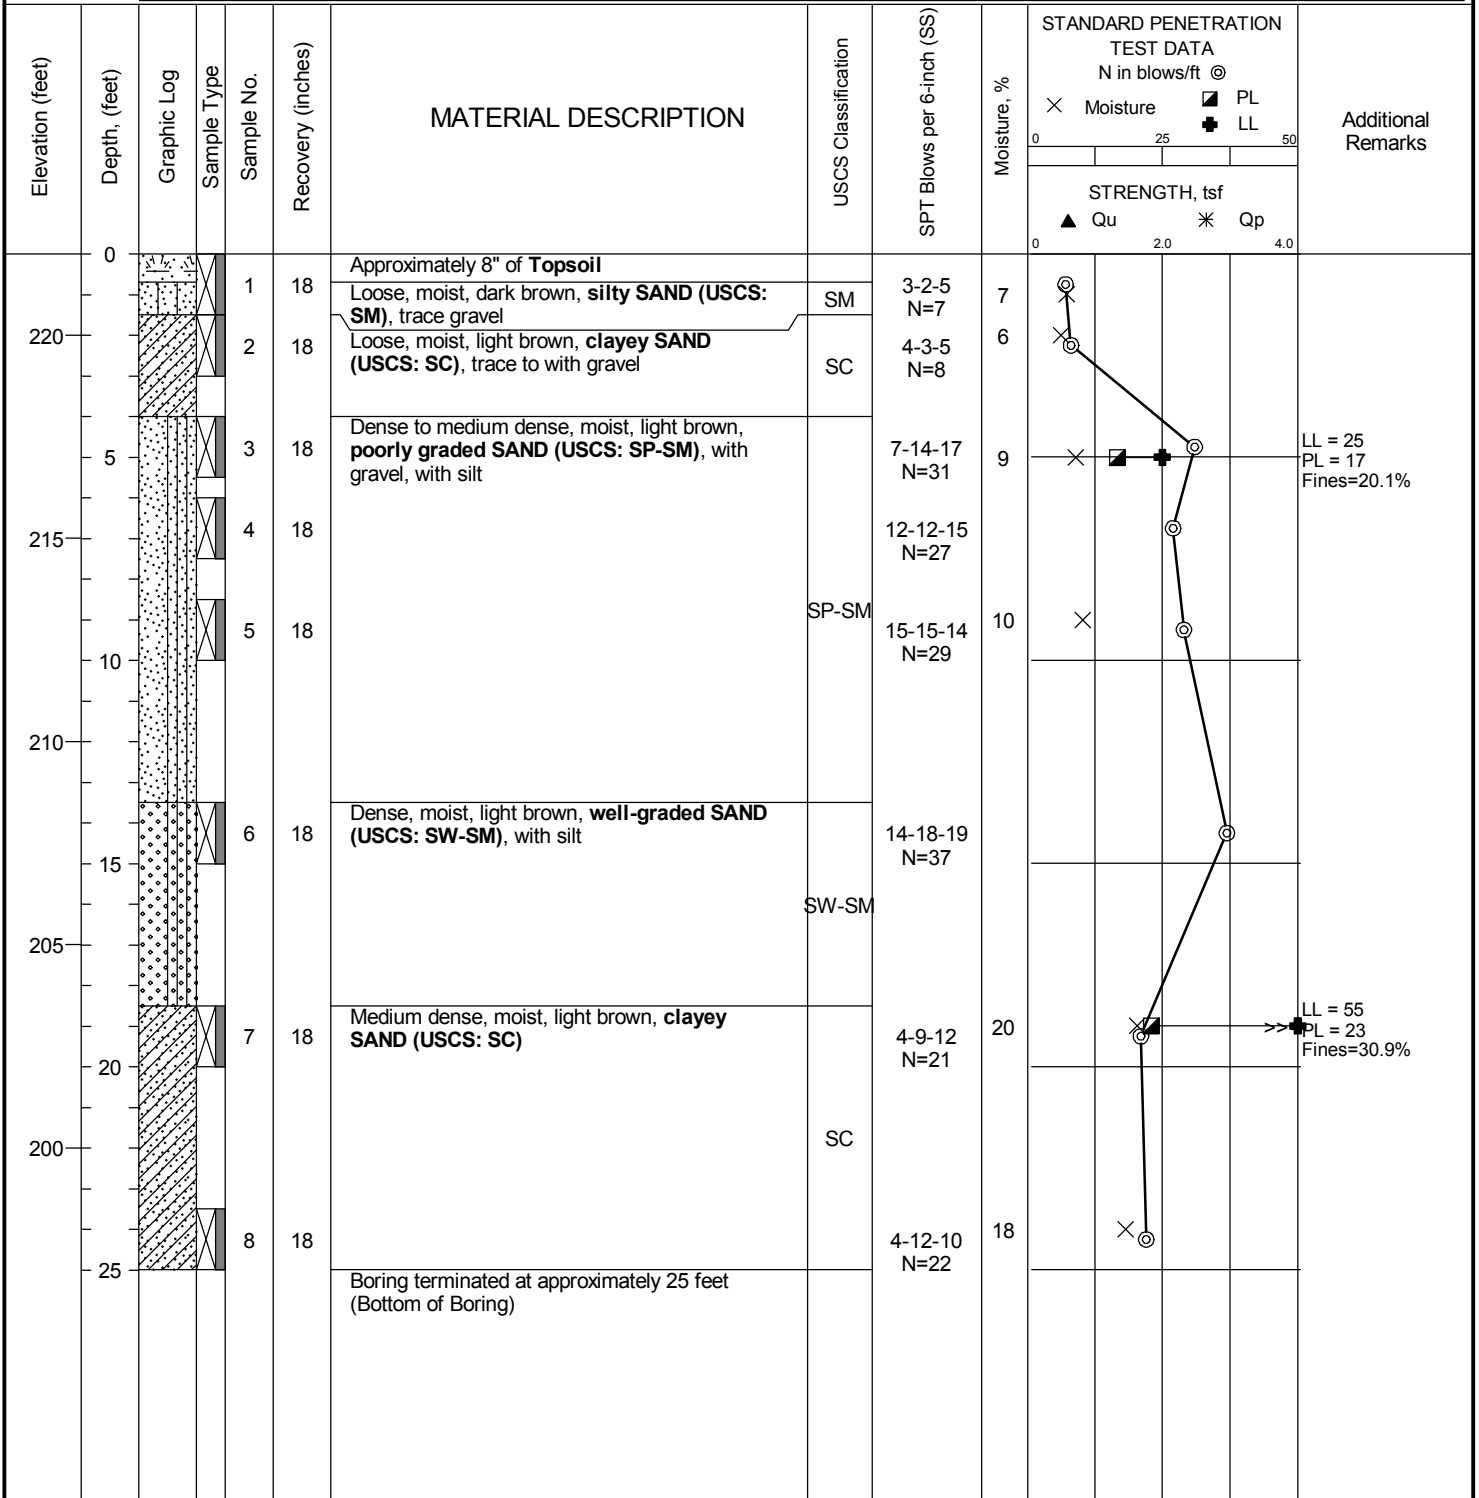 Elevation (feet)
Depth, (feet)
Graphic Log
Sample Type
Sample No.
Recovery (inches)
MATERIAL DESCRIPTION
USCS Classification
SPT Blows per 6-inch (SS)
Moisture, %
STANDARD PENETRATION
TEST DATA
N in blows/ft
Moisture
PL
LL
0 25 50
STRENGTH, tsf
Qu Qp
0 2.0 4.0
Additional
Remarks
0
Approximately 8" of Topsoil
1 18
Loose, moist, dark brown, silty SAND (USCS:
SM), trace gravel
SM
3-2-5
N=7
7
220
2 18
Loose, moist, light brown, clayey SAND
(USCS: SC), trace to with gravel
SC
4-3-5
N=8
6
Dense to medium dense, moist, light brown,
poorly graded SAND (USCS: SP-SM), with
gravel, with silt
5
3 18
7-14-17
N=31
9
LL = 25
PL = 17
Fines=20.1%
215
4 18
12-12-15
N=27
SP-SM
5 18
15-15-14
N=29
10
10
210
Dense, moist, light brown, well-graded SAND
(USCS: SW-SM), with silt
6 18
14-18-19
N=37
15
SW-SM
205
Medium dense, moist, light brown, clayey
SAND (USCS: SC)
7 18
4-9-12
N=21
20
>>
LL = 55
PL = 23
Fines=30.9%
20
200
SC
8 18
4-12-10
N=22
18
25
Boring terminated at approximately 25 feet
(Bottom of Boring)